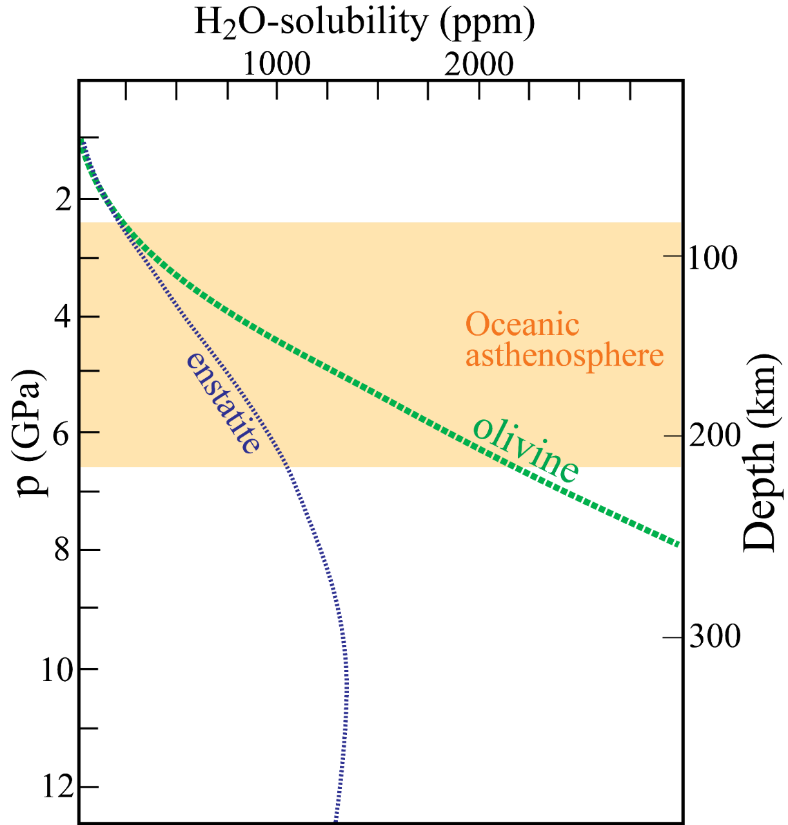 H₂O-solubility (ppm)
1000 2000
2
4
6
8
10
12
p (GPa)
Oceanic
asthenosphere
enstatite
olivine
100
200
300
Depth (km)